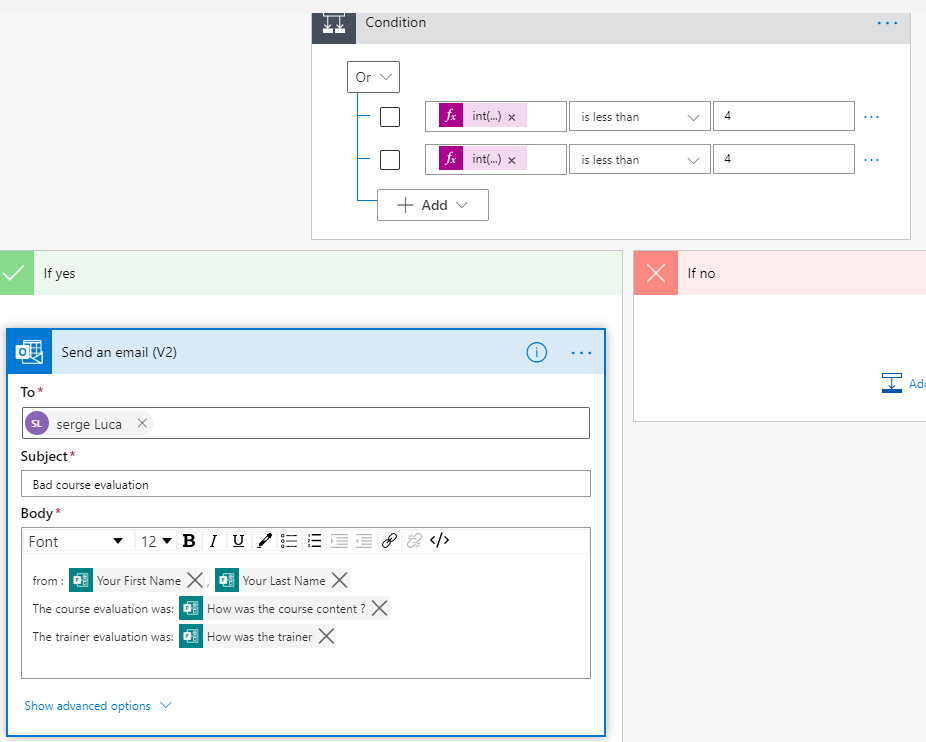 Condition
Or
fx int(...) × is less than 4
fx int(...) × is less than 4
+ Add
If yes
If no
Send an email (V2)
Add
To *
SL serge Luca
Subject *
Bad course evaluation
Body *
Font 12 B I U </>
from : Your First Name , Your Last Name
The course evaluation was: How was the course content ?
The trainer evaluation was: How was the trainer
Show advanced options